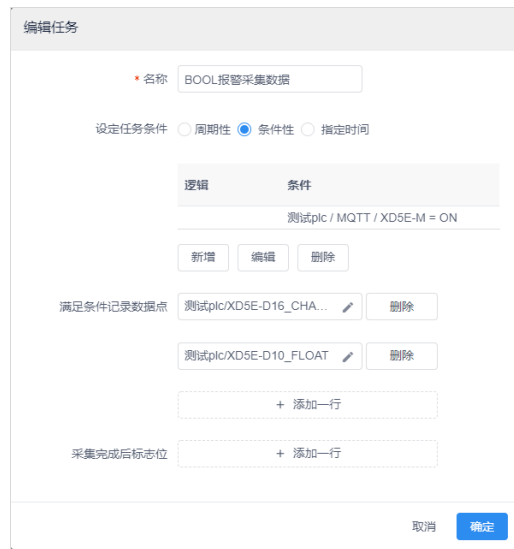 编辑任务
* 名称 BOOL报警采集数据
设定任务条件 周期性 条件性 指定时间
逻辑 条件
测试plc / MQTT / XD5E-M = ON
新增 编辑 删除
满足条件记录数据点 测试plc/XD5E-D16_CHA... 删除
测试plc/XD5E-D10_FLOAT 删除
+ 添加一行
采集完成后标志位 + 添加一行
取消 确定